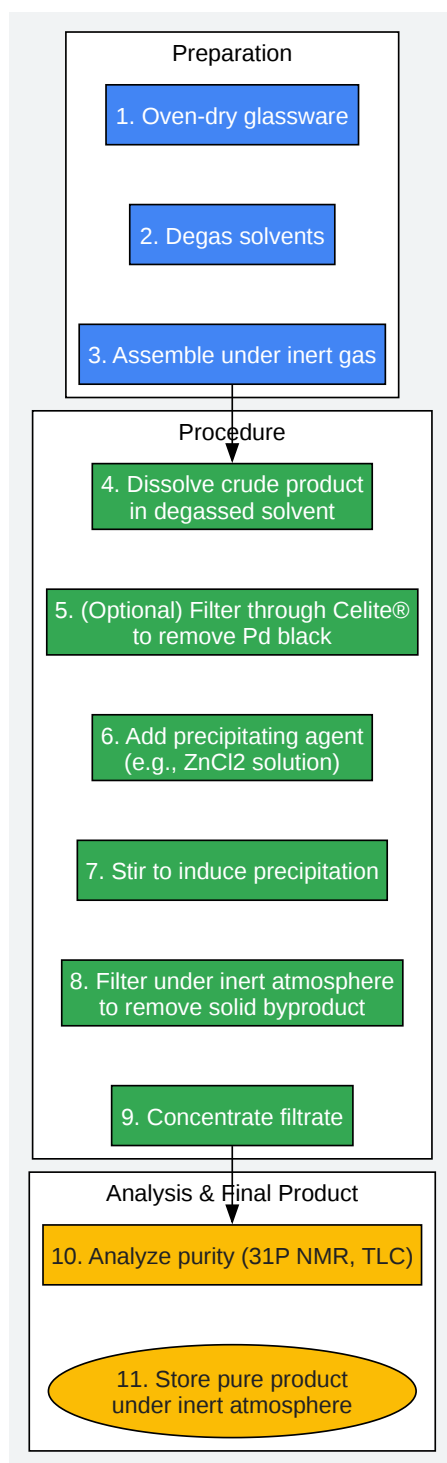 Preparation
1. Oven-dry glassware
2. Degas solvents
3. Assemble under inert gas
Procedure
4. Dissolve crude product
in degassed solvent
5. (Optional) Filter through Celite®
to remove Pd black
6. Add precipitating agent
(e.g., ZnCl2 solution)
7. Stir to induce precipitation
8. Filter under inert atmosphere
to remove solid byproduct
9. Concentrate filtrate
Analysis & Final Product
10. Analyze purity (31P NMR, TLC)
11. Store pure product
under inert atmosphere